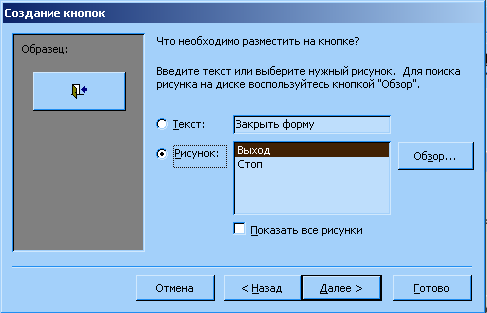 Создание кнопок
Образец:
Что необходимо разместить на кнопке?
Введите текст или выберите нужный рисунок. Для поиска
рисунка на диске воспользуйтесь кнопкой "Обзор".
Текст:
Закрыть форму
Рисунок:
Выход
Стоп
Обзор...
Показать все рисунки
Отмена
< Назад
Далее >
Готово